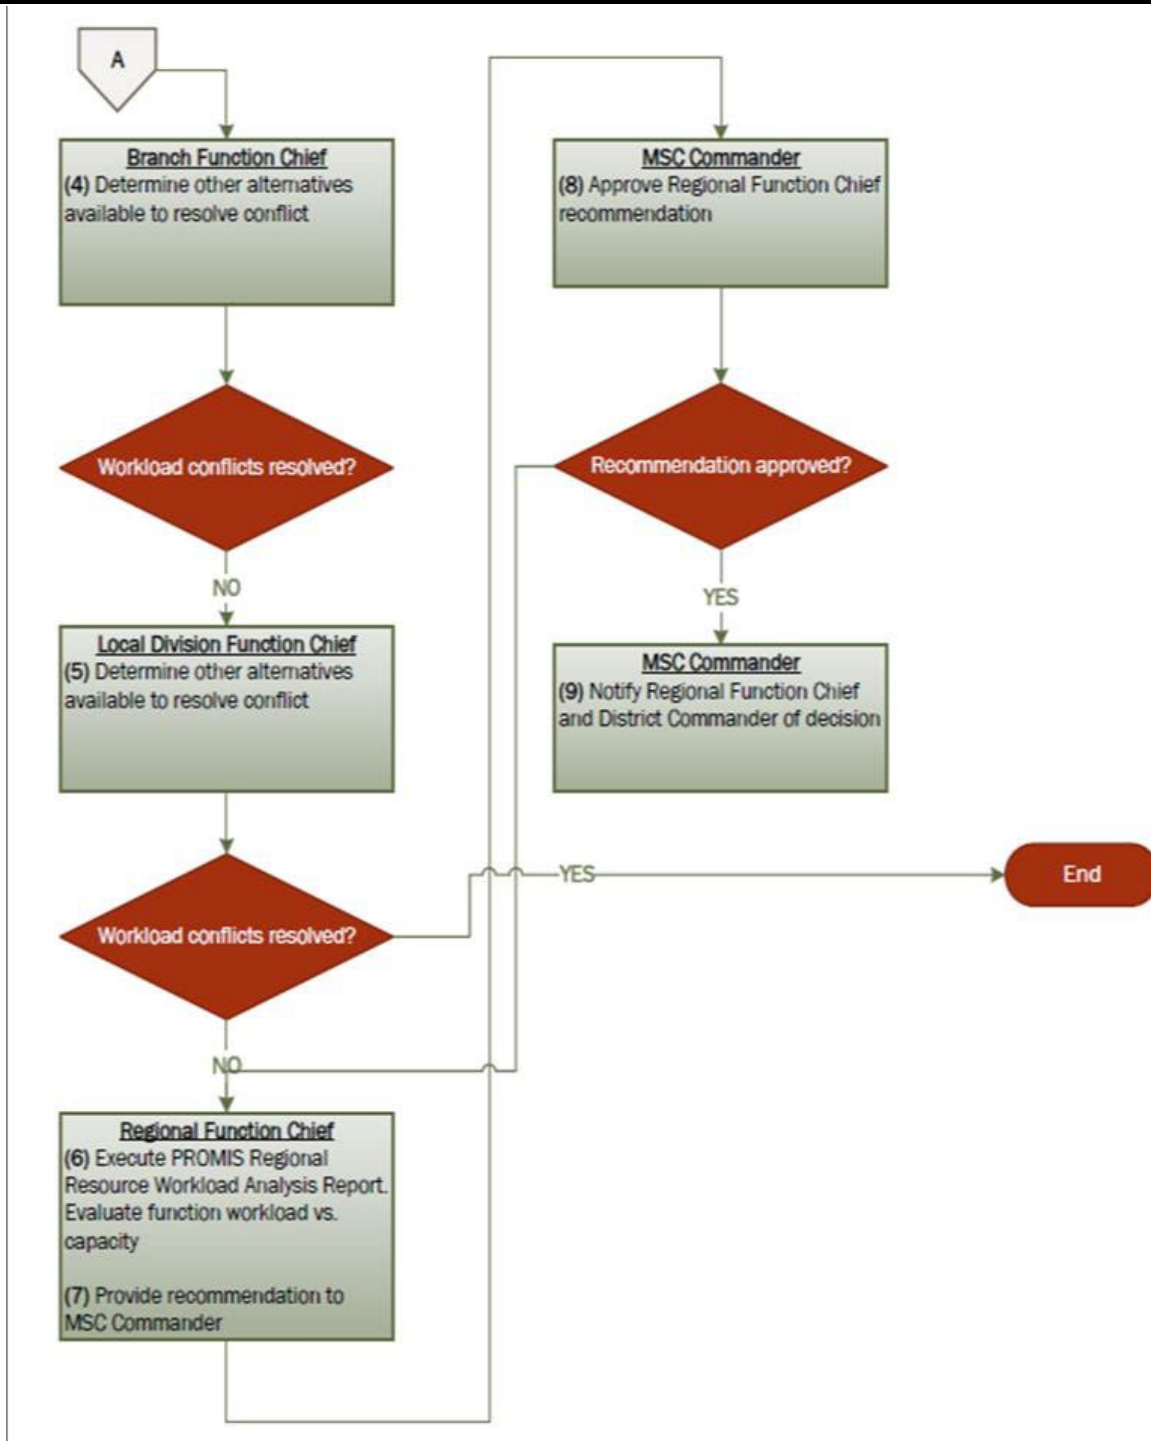 A
Branch Function Chief
(4) Determine other alternatives
available to resolve conflict
Workload conflicts resolved?
NO
Local Division Function Chief
(5) Determine other alternatives
available to resolve conflict
Workload conflicts resolved?
YES
End
NO
Regional Function Chief
(6) Execute PROMIS Regional
Resource Workload Analysis Report.
Evaluate function workload vs.
capacity
(7) Provide recommendation to
MSC Commander
MSC Commander
(8) Approve Regional Function Chief
recommendation
Recommendation approved?
YES
MSC Commander
(9) Notify Regional Function Chief
and District Commander of decision